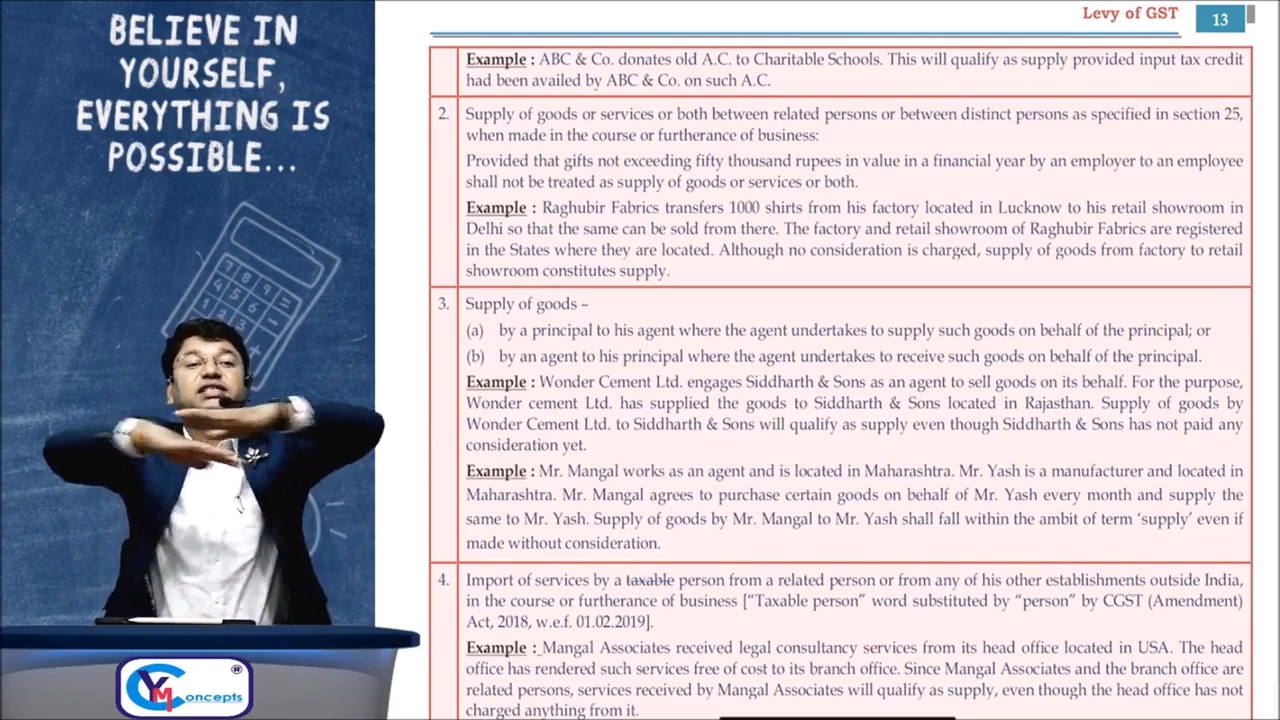 BELIEVE IN
YOURSELF,
EVERYTHING IS
POSSIBLE...
Levy of GST
13
Example : ABC & Co. donates old A.C. to Charitable Schools. This will qualify as supply provided input tax credit
had been availed by ABC & Co. on such A.C.
2. Supply of goods or services or both between related persons or between distinct persons as specified in section 25,
when made in the course or furtherance of business:
Provided that gifts not exceeding fifty thousand rupees in value in a financial year by an employer to an employee
shall not be treated as supply of goods or services or both.
Example : Raghubir Fabrics transfers 1000 shirts from his factory located in Lucknow to his retail showroom in
Delhi so that the same can be sold from there. The factory and retail showroom of Raghubir Fabrics are registered
in the States where they are located. Although no consideration is charged, supply of goods from factory to retail
showroom constitutes supply.
3. Supply of goods –
(a) by a principal to his agent where the agent undertakes to supply such goods on behalf of the principal; or
(b) by an agent to his principal where the agent undertakes to receive such goods on behalf of the principal.
Example : Wonder Cement Ltd. engages Siddharth & Sons as an agent to sell goods on its behalf. For the purpose,
Wonder cement Ltd. has supplied the goods to Siddharth & Sons located in Rajasthan. Supply of goods by
Wonder Cement Ltd. to Siddharth & Sons will qualify as supply even though Siddharth & Sons has not paid any
consideration yet.
Example : Mr. Mangal works as an agent and is located in Maharashtra. Mr. Yash is a manufacturer and located in
Maharashtra. Mr. Mangal agrees to purchase certain goods on behalf of Mr. Yash every month and supply the
same to Mr. Yash. Supply of goods by Mr. Mangal to Mr. Yash shall fall within the ambit of term ‘supply’ even if
made without consideration.
4. Import of services by a taxable person from a related person or from any of his other establishments outside India,
in the course or furtherance of business [“Taxable person” word substituted by “person” by CGST (Amendment)
Act, 2018, w.e.f. 01.02.2019].
Example : Mangal Associates received legal consultancy services from its head office located in USA. The head
office has rendered such services free of cost to its branch office. Since Mangal Associates and the branch office are
related persons, services received by Mangal Associates will qualify as supply, even though the head office has not
charged anything from it.
7 8 9 =
4 5 6 -
1 2 3 +
YM Concepts ®